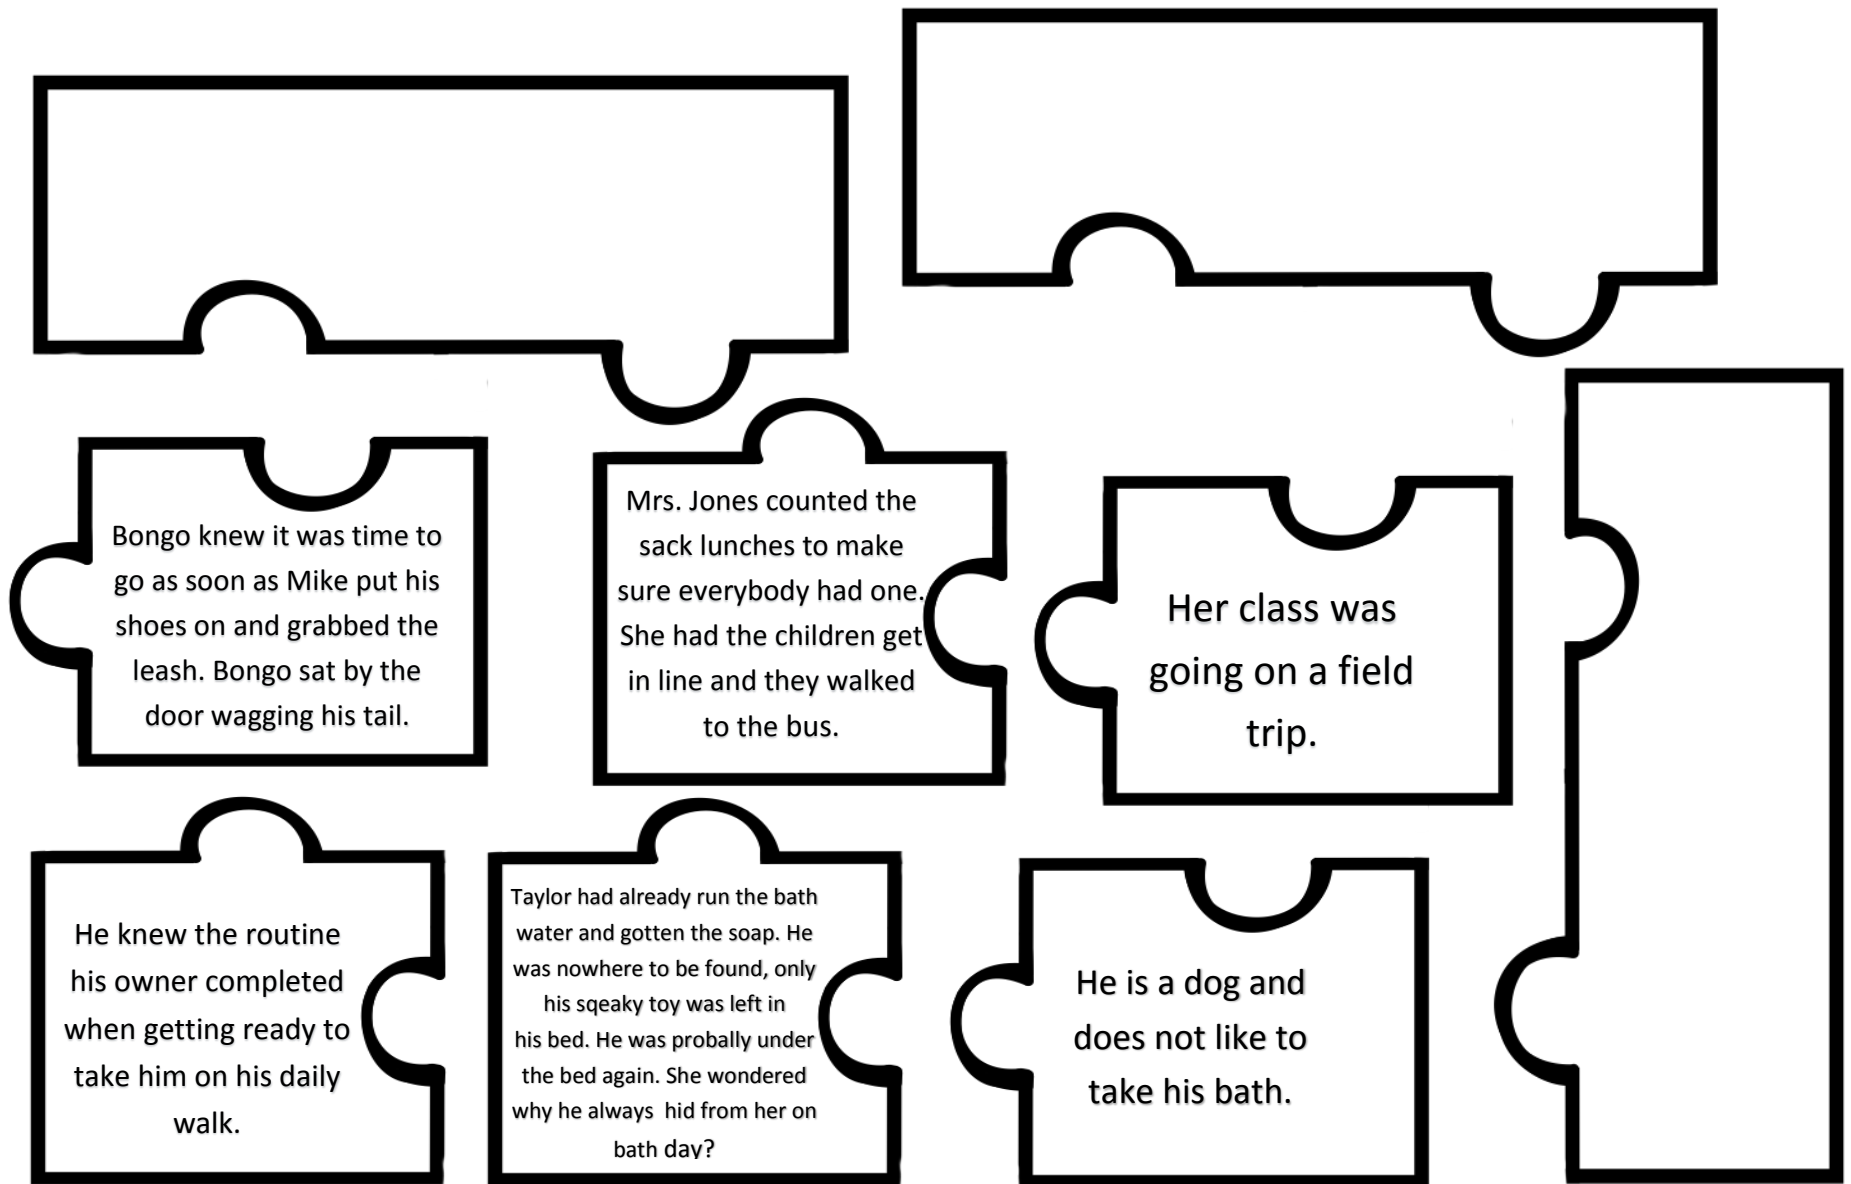 Bongo knew it was time to
go as soon as Mike put his
shoes on and grabbed the
leash. Bongo sat by the
door wagging his tail.
Mrs. Jones counted the
sack lunches to make
sure everybody had one.
She had the children get
in line and they walked
to the bus.
Her class was
going on a field
trip.
He knew the routine
his owner completed
when getting ready to
take him on his daily
walk.
Taylor had already run the bath
water and gotten the soap. He
was nowhere to be found, only
his sqeaky toy was left in
his bed. He was probally under
the bed again. She wondered
why he always hid from her on
bath day?
He is a dog and
does not like to
take his bath.